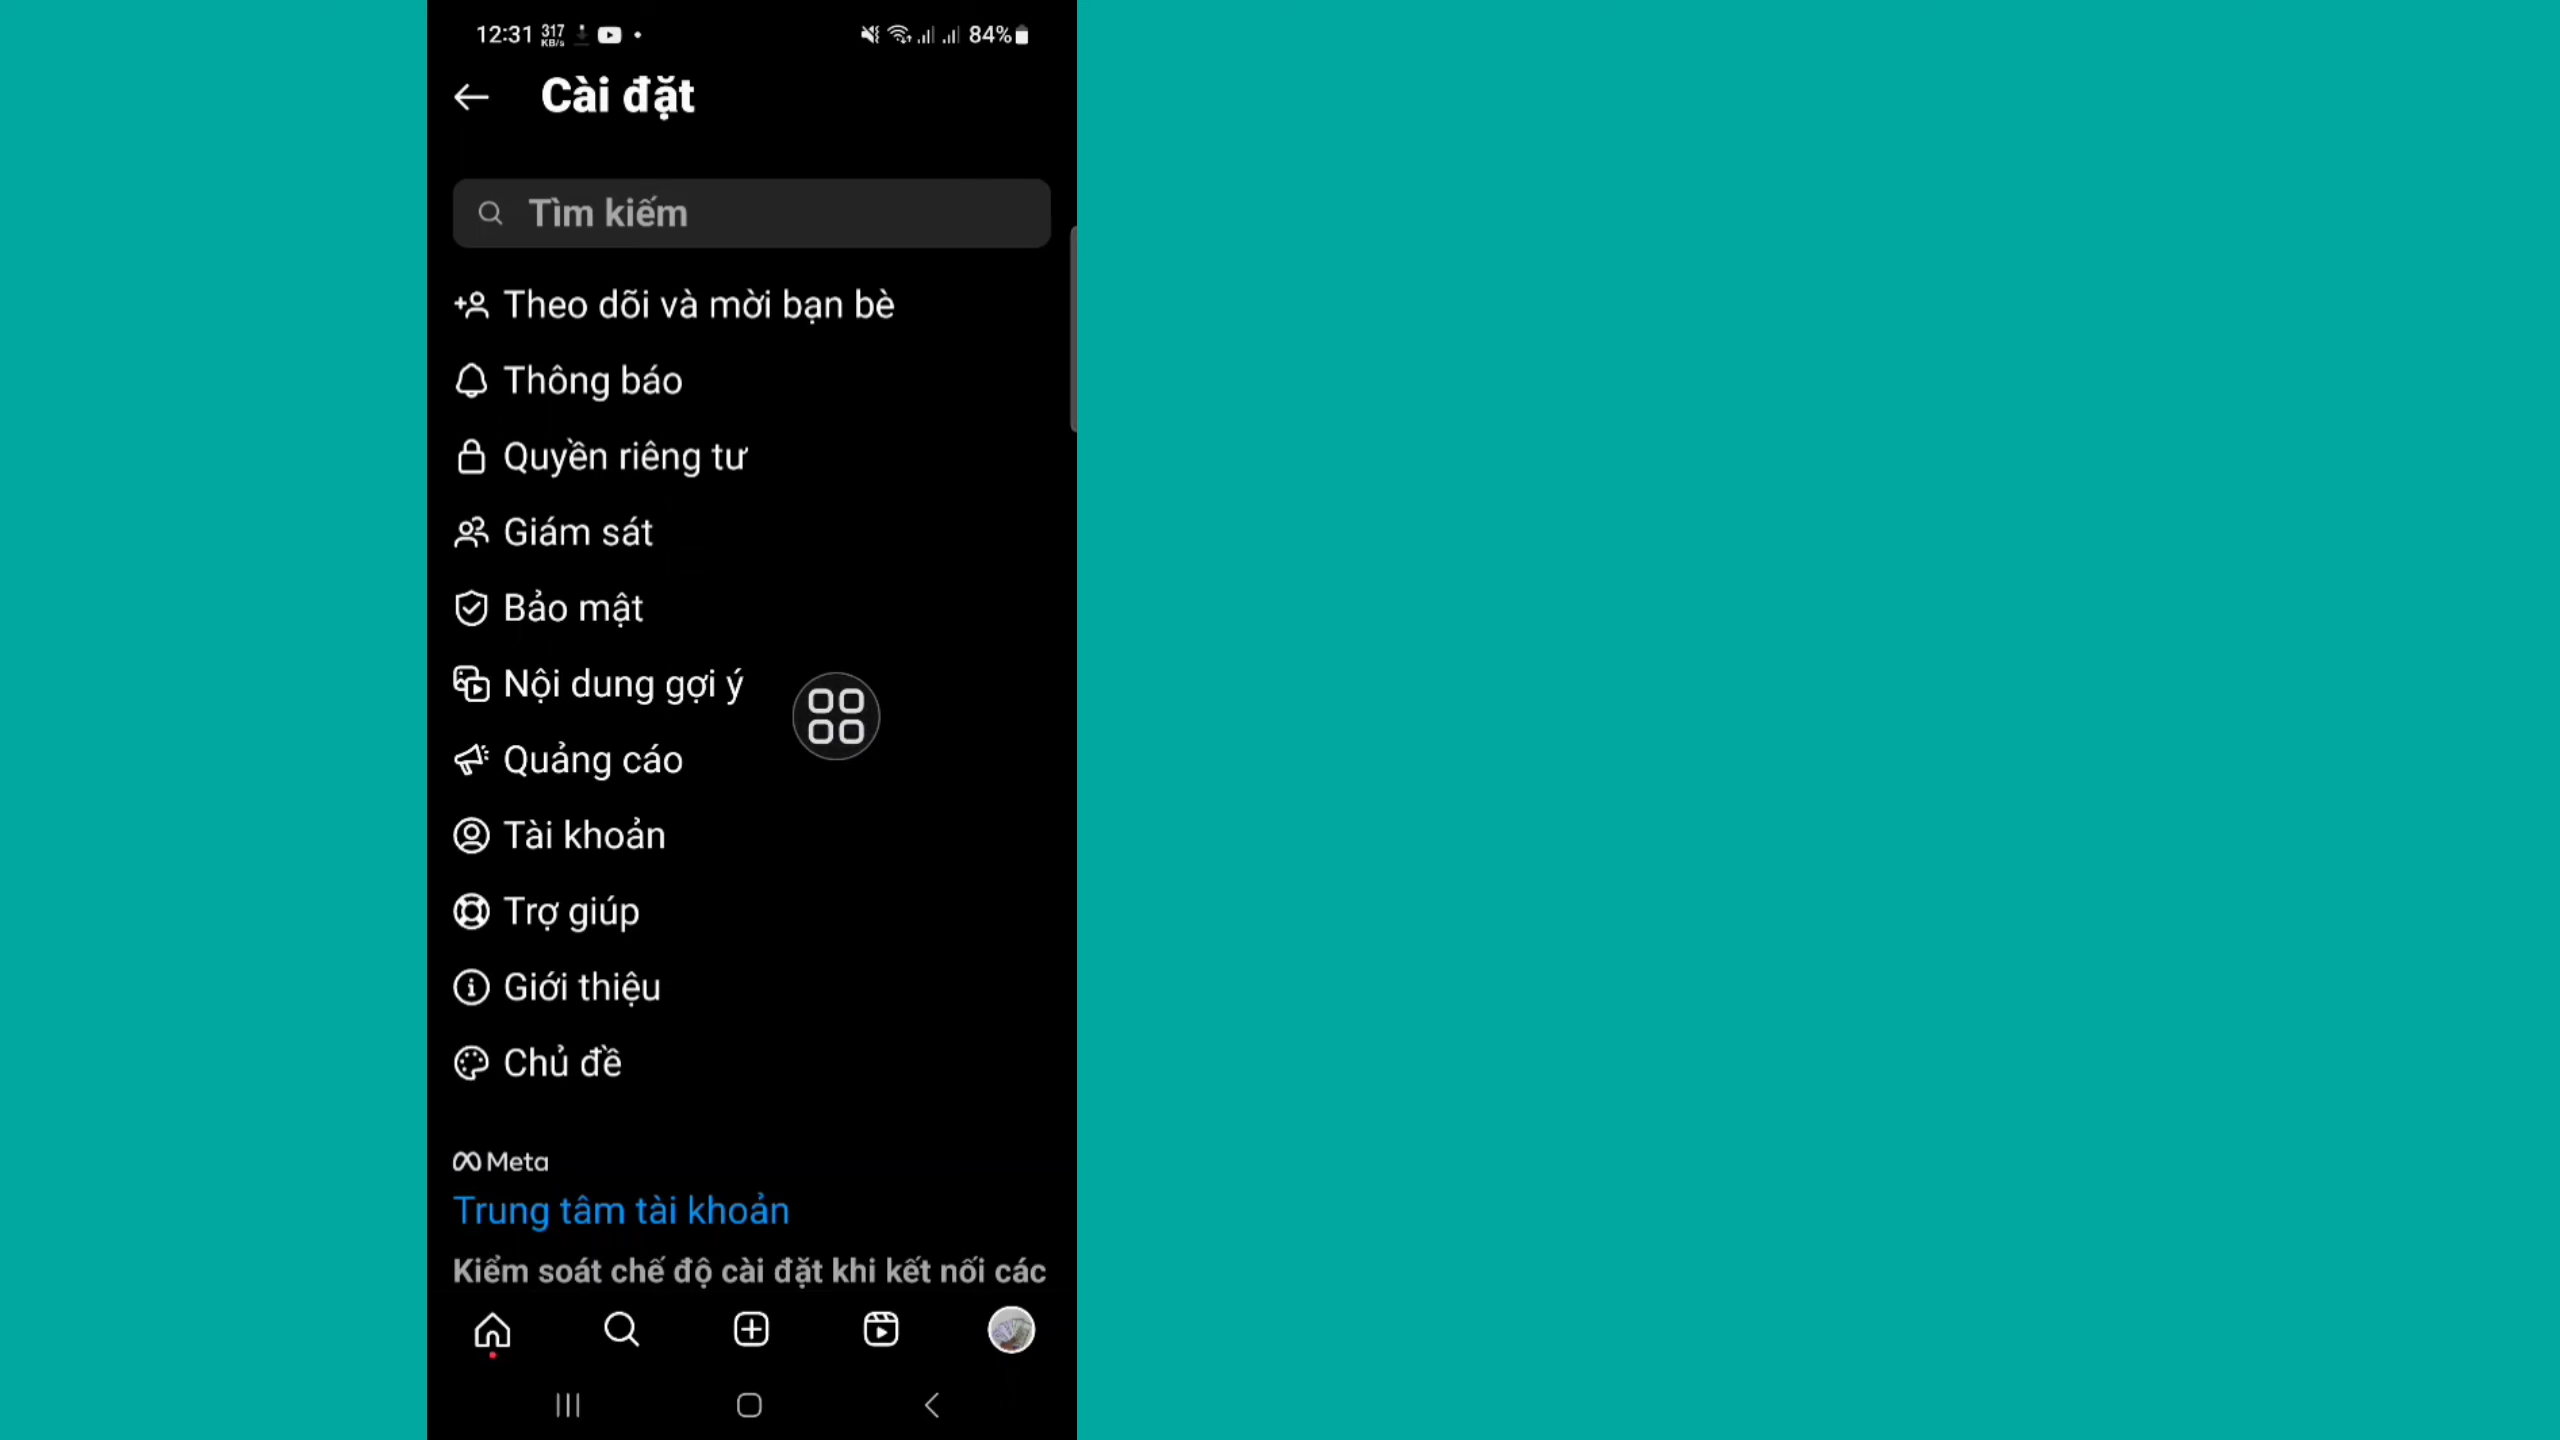 12:31 317 KB/s 84%
Cài đặt
Tìm kiếm
Theo dõi và mời bạn bè
Thông báo
Quyền riêng tư
Giám sát
Bảo mật
Nội dung gợi ý
Quảng cáo
Tài khoản
Trợ giúp
Giới thiệu
Chủ đề
Meta
Trung tâm tài khoản
Kiểm soát chế độ cài đặt khi kết nối các